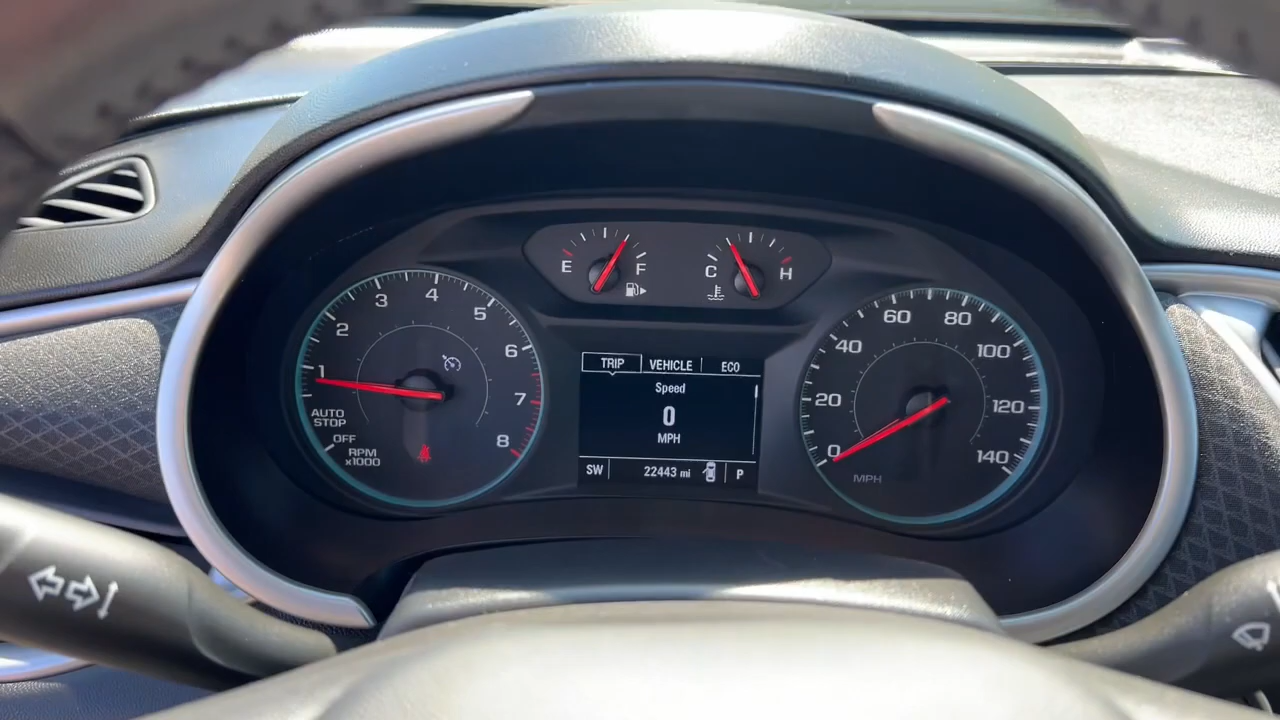 E F
C H
1
2
3
4
5
6
7
8
AUTO
STOP
OFF
RPM
x1000
TRIP VEHICLE ECO
Speed
0
MPH
SW 22443 mi P
0
20
40
60
80
100
120
140
MPH